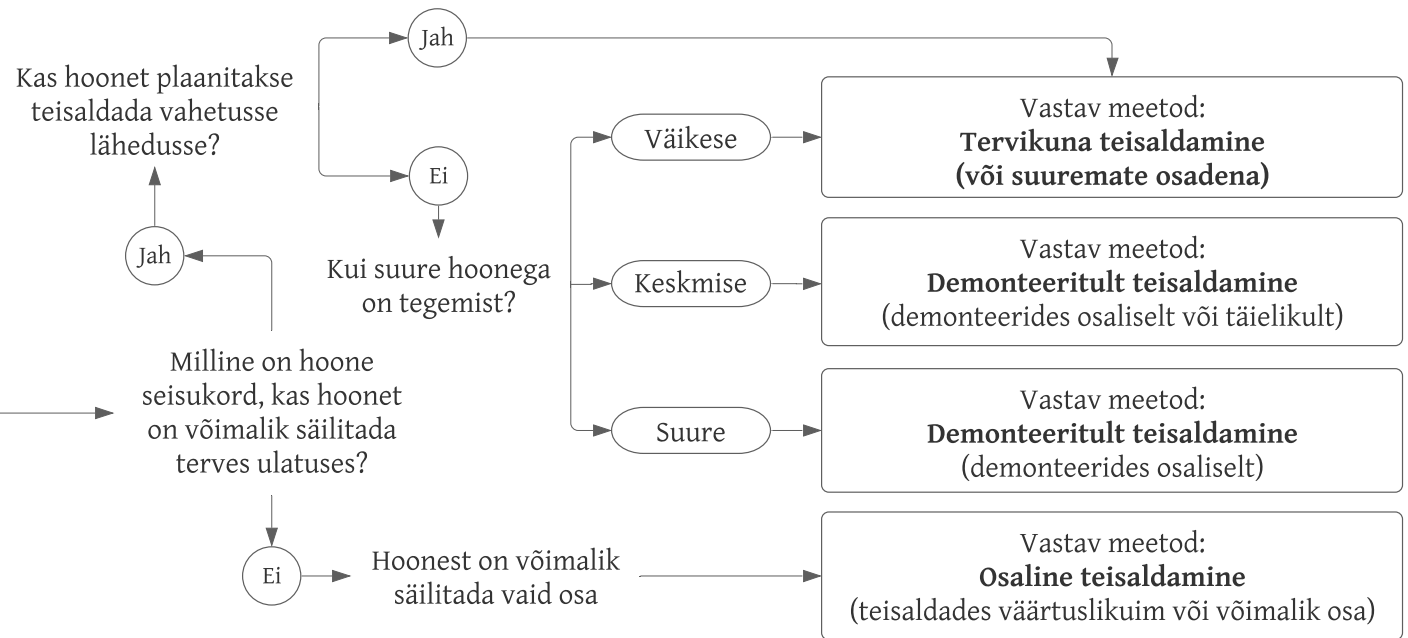 Jah
Kas hoonet plaanitakse
teisaldada vahetusse
lähedusse?
Vastav meetod:
Tervikuna teisaldamine
(või suuremate osadena)
Väikese
Ei
Jah
Kui suure hoonega
on tegemist?
Keskmise
Vastav meetod:
Demonteeritult teisaldamine
(demonteerides osaliselt või täielikult)
Milline on hoone
seisukord, kas hoonet
on võimalik säilitada
terves ulatuses?
Suure
Vastav meetod:
Demonteeritult teisaldamine
(demonteerides osaliselt)
Ei
Hoonest on võimalik
säilitada vaid osa
Vastav meetod:
Osaline teisaldamine
(teisaldades väärtuslikuim või võimalik osa)